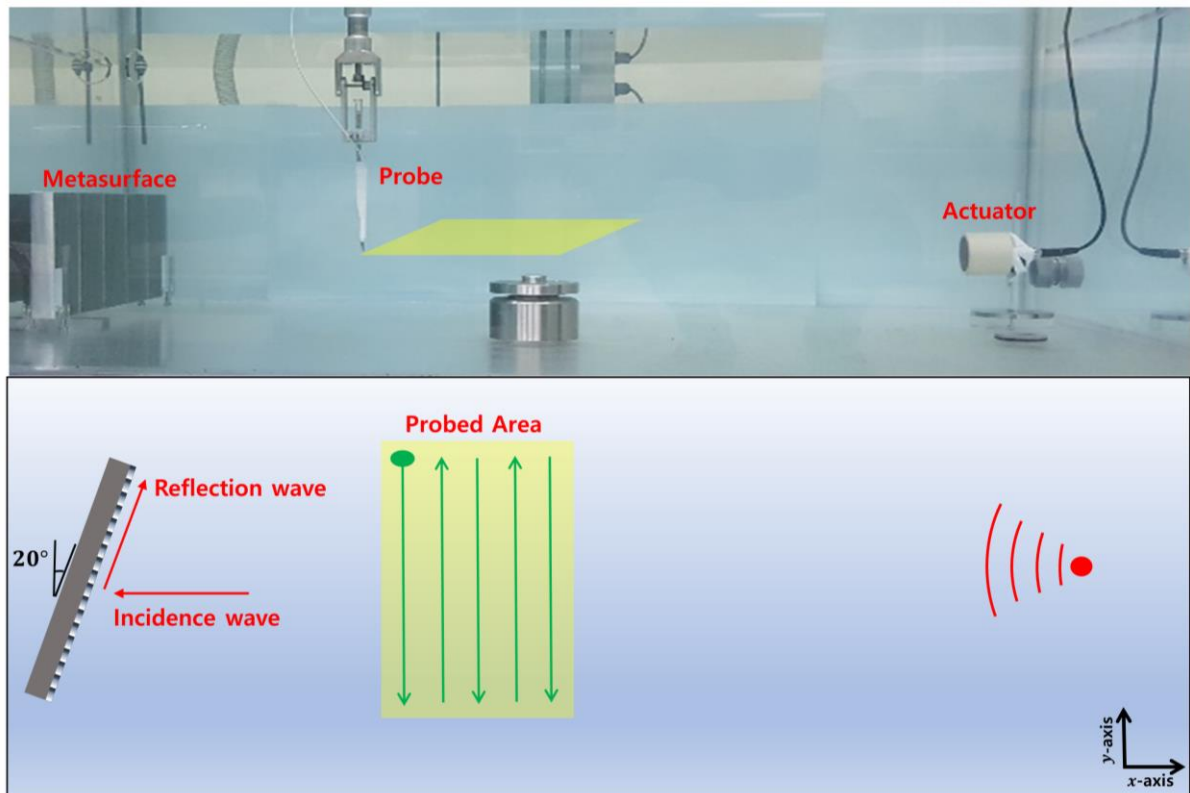 Metasurface
Probe
Actuator
Probed Area
Reflection wave
20°
Incidence wave
y-axis
x-axis